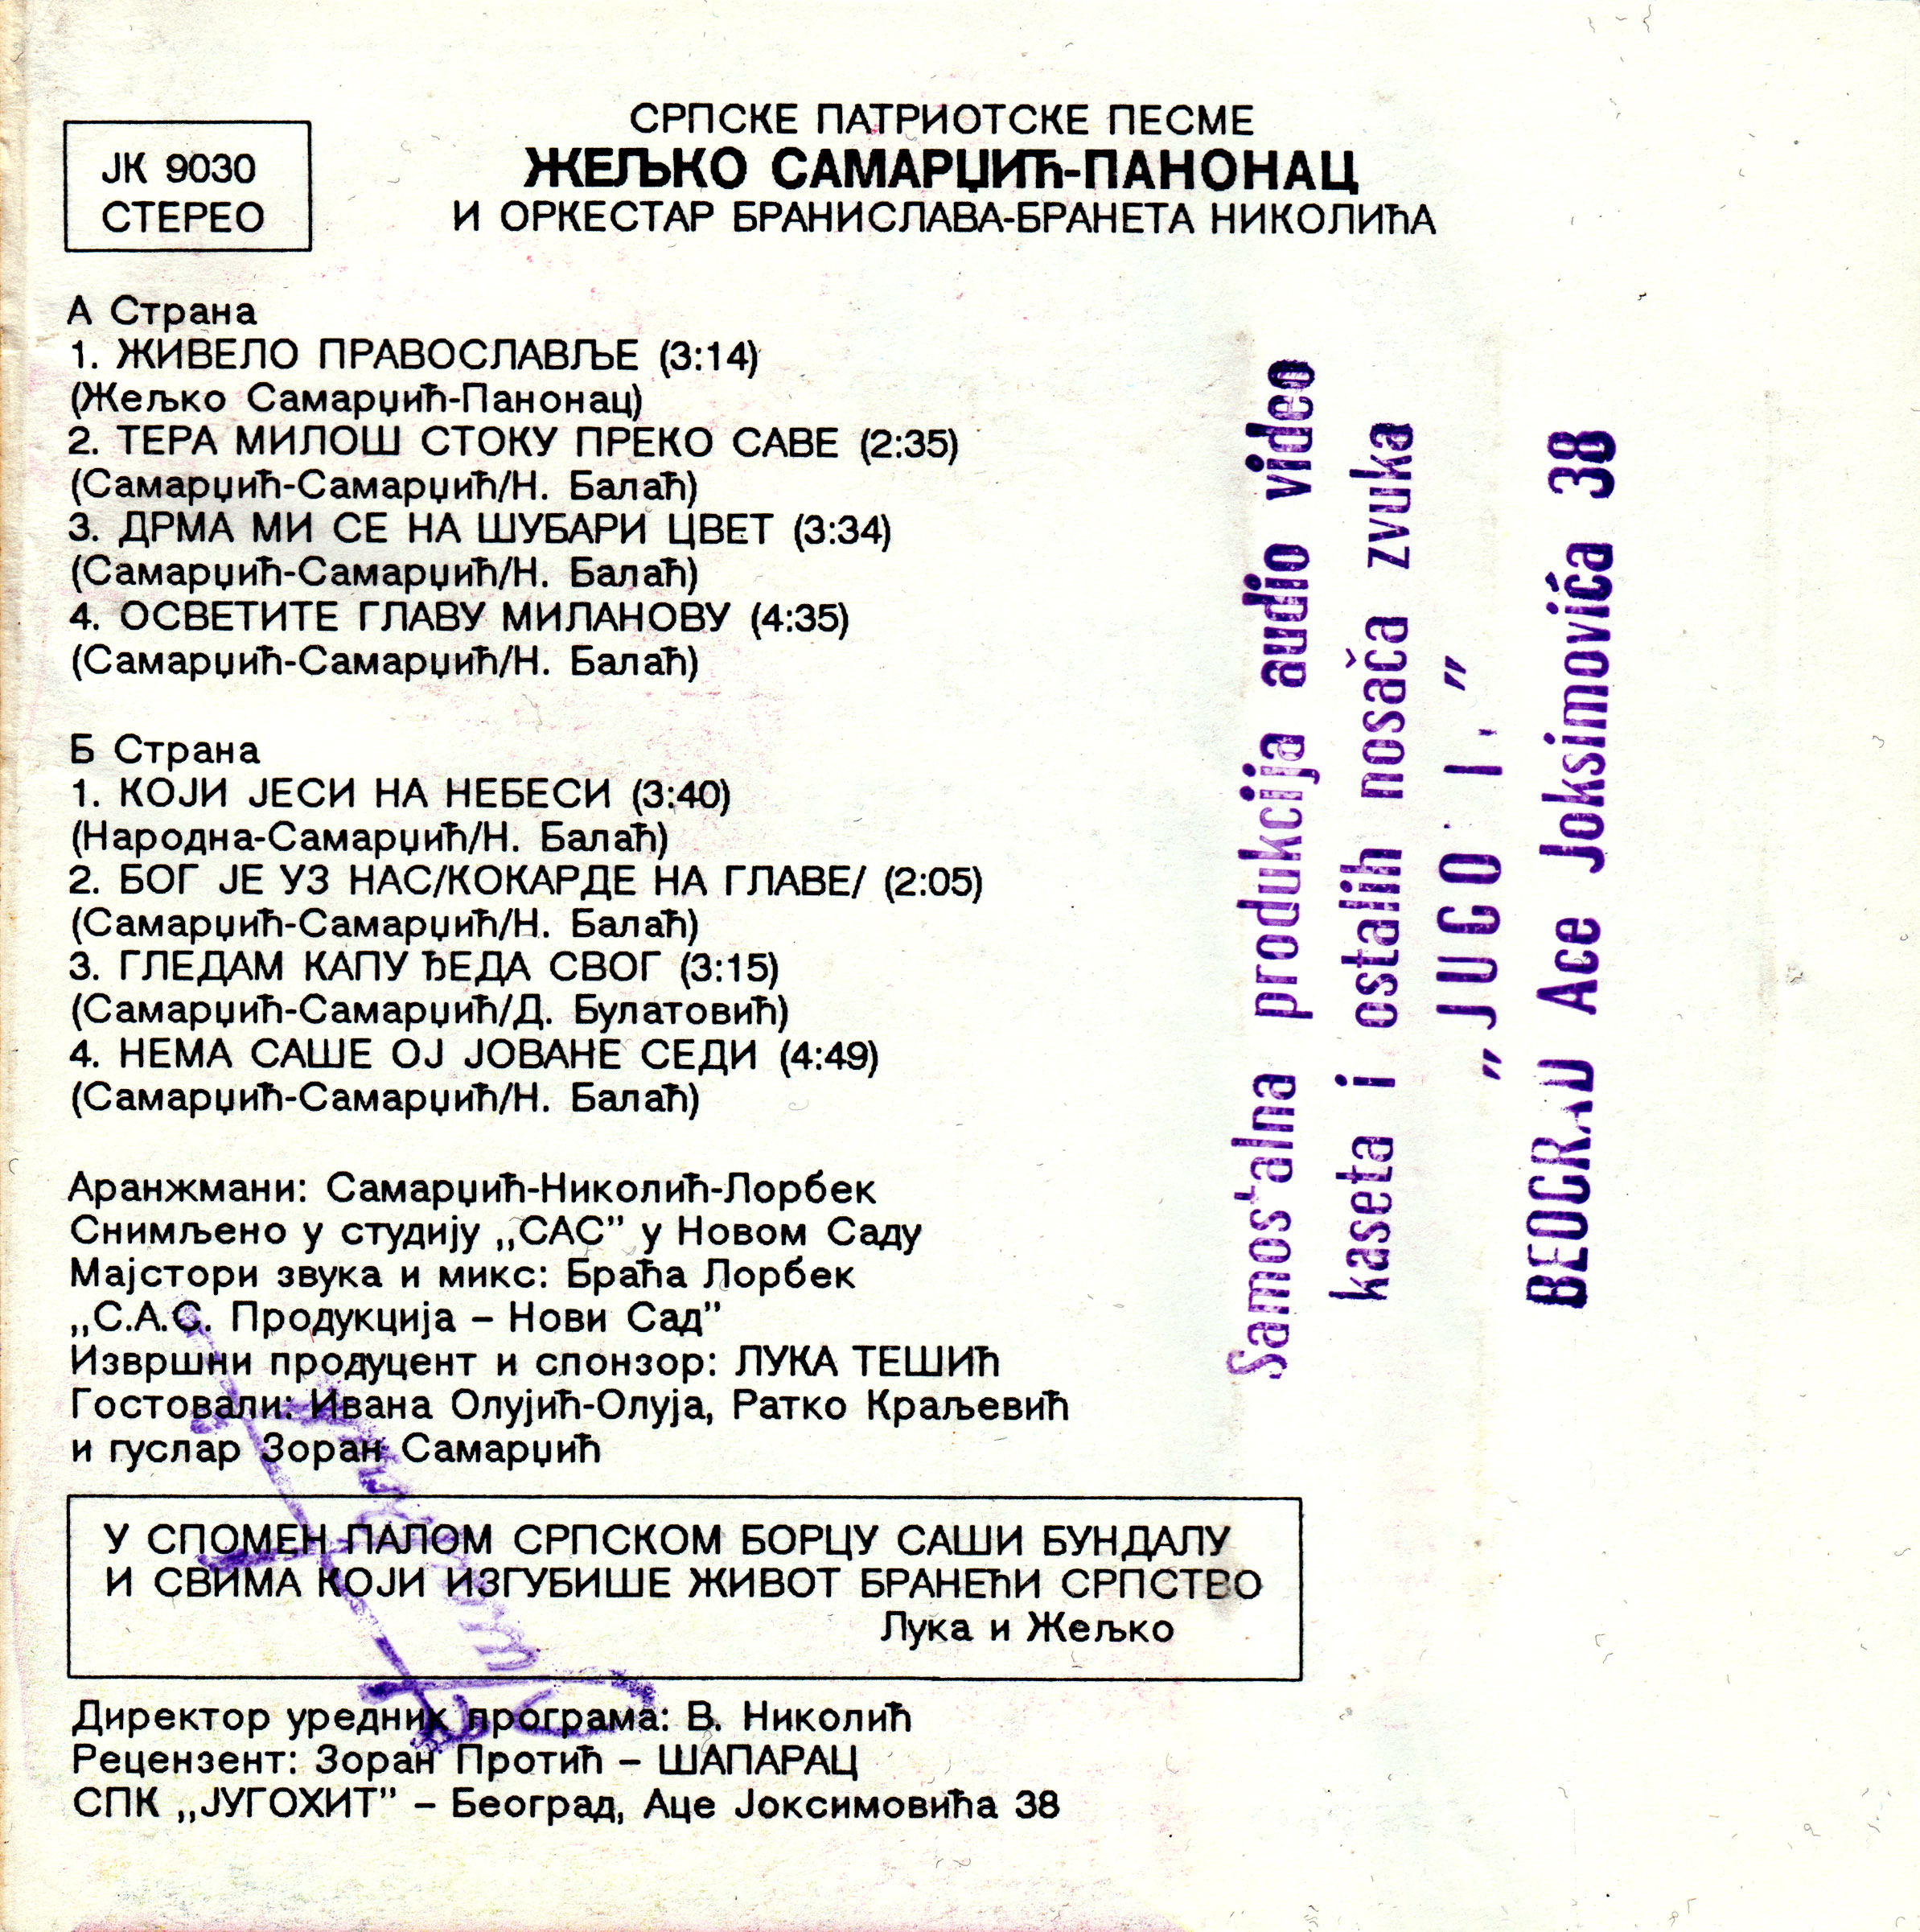 ЈК 9030
СТЕРЕО
СРПСКЕ ПАТРИОТСКЕ ПЕСМЕ
ЖЕЉКО САМАРЏИЋ-ПАНОНАЦ
И ОРКЕСТАР БРАНИСЛАВА-БРАНЕТА НИКОЛИЋА
А Страна
1. ЖИВЕЛО ПРАВОСЛАВЉЕ (3:14)
(Жељко Самарџић-Панонац)
2. ТЕРА МИЛОШ СТОКУ ПРЕКО САВЕ (2:35)
(Самарџић-Самарџић/Н. Балаћ)
3. ДРМА МИ СЕ НА ШУБАРИ ЦВЕТ (3:34)
(Самарџић-Самарџић/Н. Балаћ)
4. ОСВЕТИТЕ ГЛАВУ МИЛАНОВУ (4:35)
(Самарџић-Самарџић/Н. Балаћ)
Б Страна
1. КОЈИ ЈЕСИ НА НЕБЕСИ (3:40)
(Народна-Самарџић/Н. Балаћ)
2. БОГ ЈЕ УЗ НАС/КОКАРДЕ НА ГЛАВЕ/ (2:05)
(Самарџић-Самарџић/Н. Балаћ)
3. ГЛЕДАМ КАПУ ЂЕДА СВОГ (3:15)
(Самарџић-Самарџић/Д. Булатовић)
4. НЕМА САШЕ ОЈ ЈОВАНЕ СЕДИ (4:49)
(Самарџић-Самарџић/Н. Балаћ)
Аранжмани: Самарџић-Николић-Лорбек
Снимљено у студију „САС” у Новом Саду
Мајстори звука и микс: Браћа Лорбек
„С.А.С. Продукција – Нови Сад”
Извршни продуцент и спонзор: ЛУКА ТЕШИЋ
Гостовали: Ивана Олујић-Олуја, Ратко Краљевић
и гуслар Зоран Самарџић
У СПОМЕН ПАЛОМ СРПСКОМ БОРЦУ САШИ БУНДАЛУ
И СВИМА КОЈИ ИЗГУБИШЕ ЖИВОТ БРАНЕЋИ СРПСТВО
Лука и Жељко
Директор уредник програма: В. Николић
Рецензент: Зоран Протић – ШАПАРАЦ
СПК „ЈУГОХИТ” – Београд, Аце Јоксимовића 38
Samostalna produkcija audio video
kaseta i ostalih nosača zvuka
BEOGRAD Ace Joksimovića 38